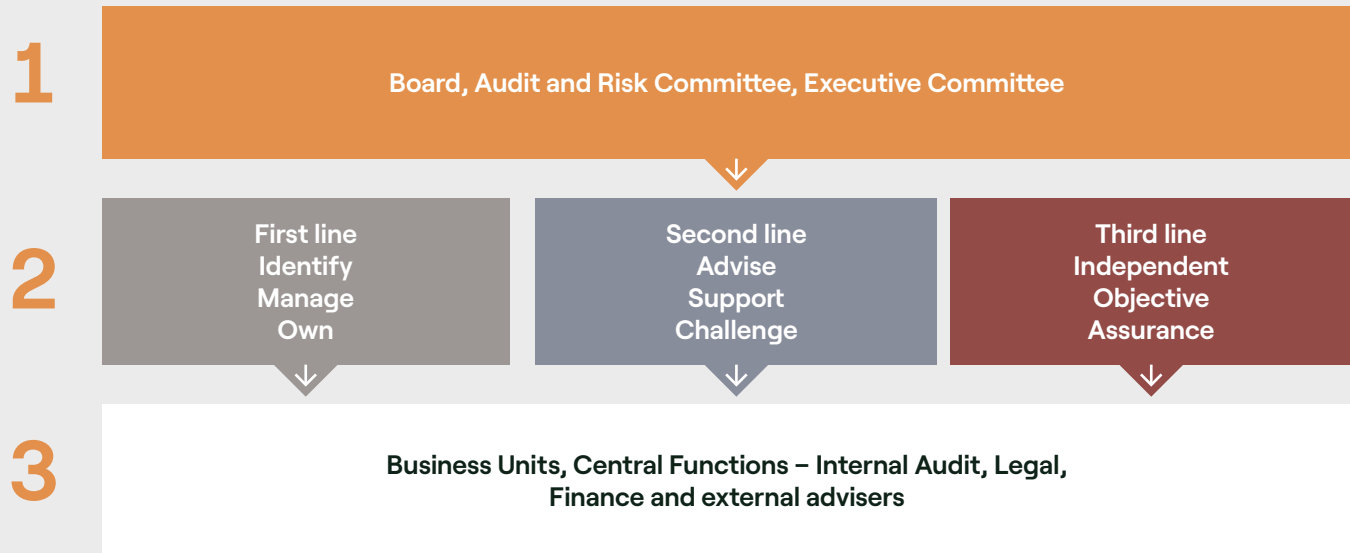 1
Board, Audit and Risk Committee, Executive Committee
2
First line
Identify
Manage
Own
Second line
Advise
Support
Challenge
Third line
Independent
Objective
Assurance
3
Business Units, Central Functions – Internal Audit, Legal,
Finance and external advisers